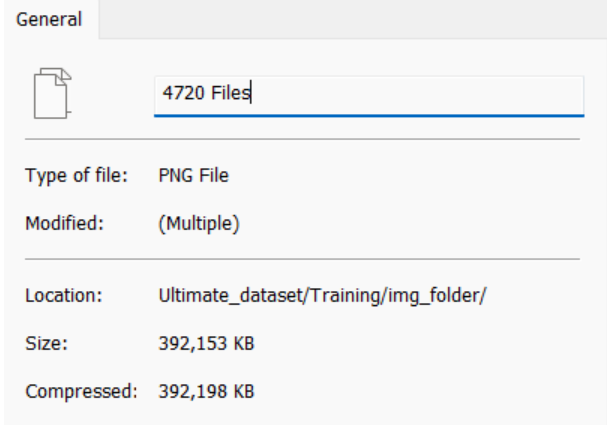 General
4720 Files
Type of file: PNG File
Modified: (Multiple)
Location: Ultimate_dataset/Training/img_folder/
Size: 392,153 KB
Compressed: 392,198 KB